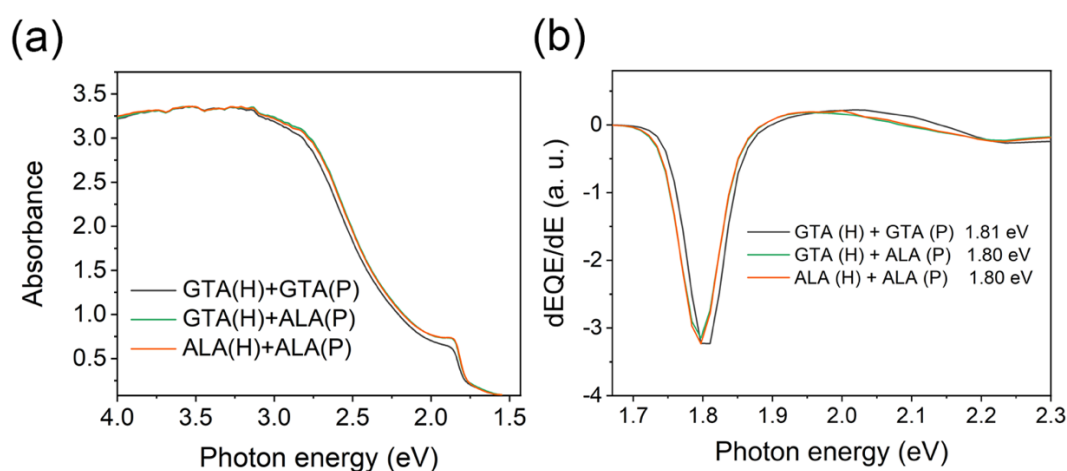 (a)
Absorbance
3.5
3.0
2.5
2.0
1.5
1.0
0.5
GTA(H)+GTA(P)
GTA(H)+ALA(P)
ALA(H)+ALA(P)
4.0 3.5 3.0 2.5 2.0 1.5
Photon energy (eV)
(b)
dEQE/dE (a. u.)
0
-1
-2
-3
-4
GTA (H) + GTA (P) 1.81 eV
GTA (H) + ALA (P) 1.80 eV
ALA (H) + ALA (P) 1.80 eV
1.7 1.8 1.9 2.0 2.1 2.2 2.3
Photon energy (eV)